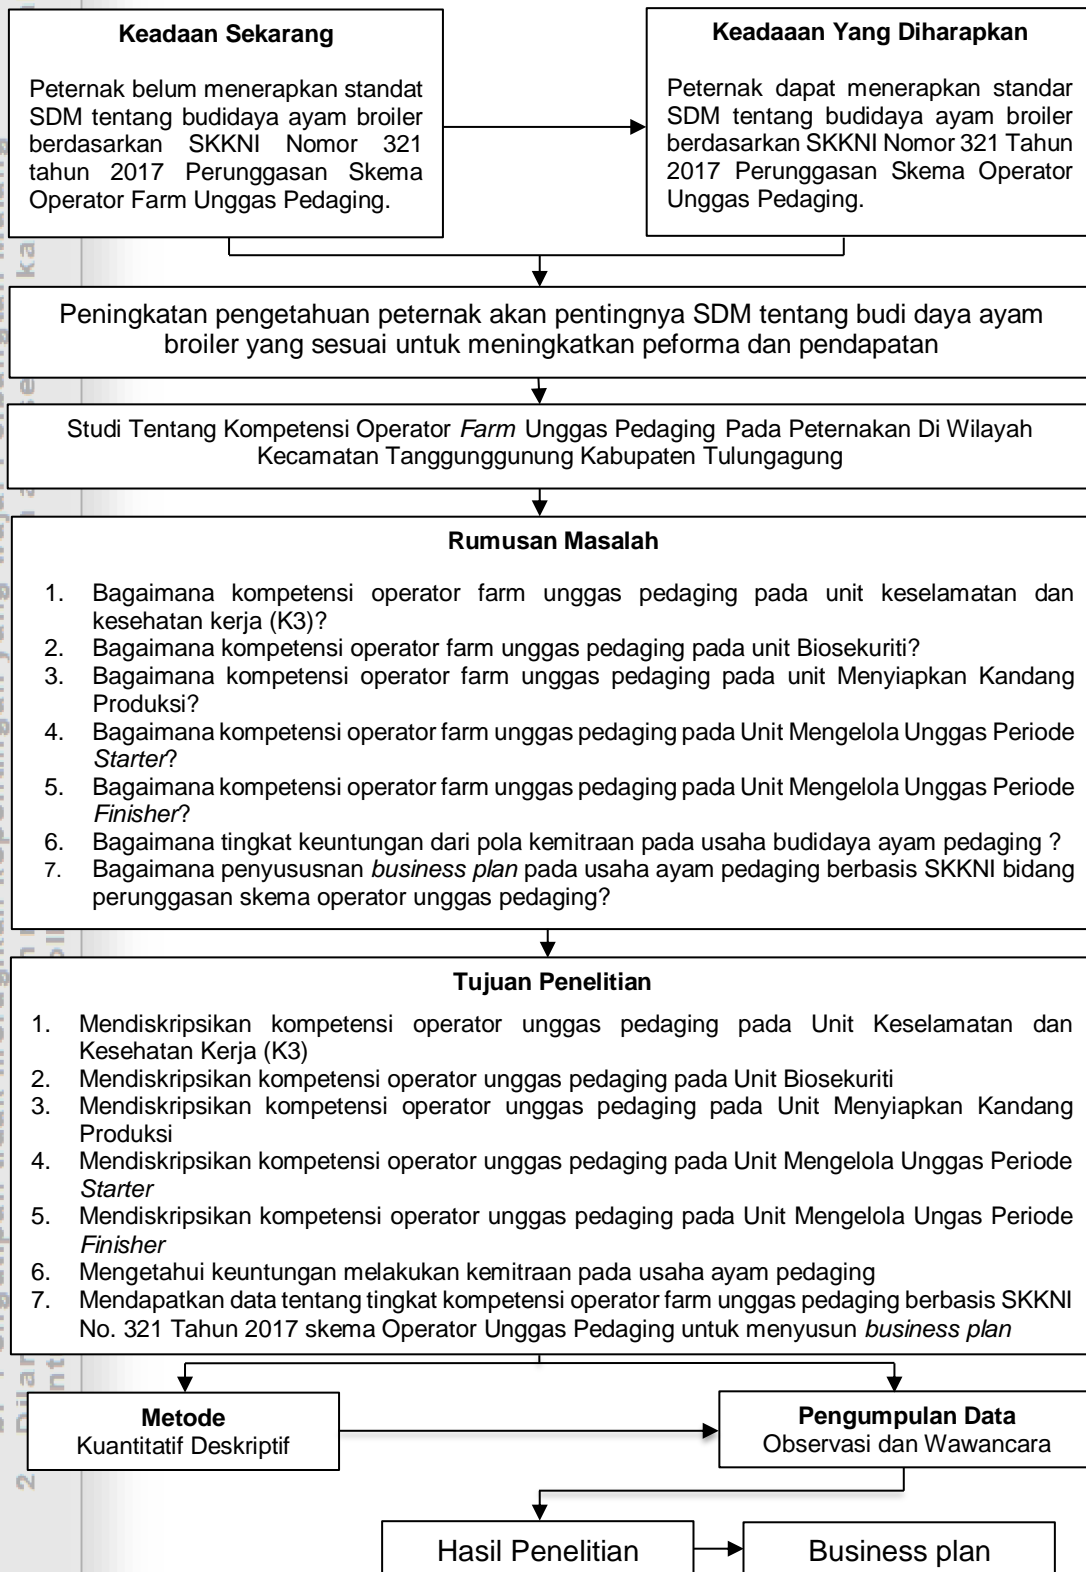 Keadaan Sekarang
Peternak belum menerapkan standat
SDM tentang budidaya ayam broiler
berdasarkan SKKNI Nomor 321
tahun 2017 Perunggasan Skema
Operator Farm Unggas Pedaging.
Keadaaan Yang Diharapkan
Peternak dapat menerapkan standar
SDM tentang budidaya ayam broiler
berdasarkan SKKNI Nomor 321 Tahun
2017 Perunggasan Skema Operator
Unggas Pedaging.
Peningkatan pengetahuan peternak akan pentingnya SDM tentang budi daya ayam
broiler yang sesuai untuk meningkatkan peforma dan pendapatan
Studi Tentang Kompetensi Operator Farm Unggas Pedaging Pada Peternakan Di Wilayah
Kecamatan Tanggunggunung Kabupaten Tulungagung
Rumusan Masalah
1. Bagaimana kompetensi operator farm unggas pedaging pada unit keselamatan dan
kesehatan kerja (K3)?
2. Bagaimana kompetensi operator farm unggas pedaging pada unit Biosekuriti?
3. Bagaimana kompetensi operator farm unggas pedaging pada unit Menyiapkan Kandang
Produksi?
4. Bagaimana kompetensi operator farm unggas pedaging pada Unit Mengelola Unggas Periode
Starter?
5. Bagaimana kompetensi operator farm unggas pedaging pada Unit Mengelola Unggas Periode
Finisher?
6. Bagaimana tingkat keuntungan dari pola kemitraan pada usaha budidaya ayam pedaging ?
7. Bagaimana penyususnan business plan pada usaha ayam pedaging berbasis SKKNI bidang
perunggasan skema operator unggas pedaging?
Tujuan Penelitian
1. Mendiskripsikan kompetensi operator unggas pedaging pada Unit Keselamatan dan
Kesehatan Kerja (K3)
2. Mendiskripsikan kompetensi operator unggas pedaging pada Unit Biosekuriti
3. Mendiskripsikan kompetensi operator unggas pedaging pada Unit Menyiapkan Kandang
Produksi
4. Mendiskripsikan kompetensi operator unggas pedaging pada Unit Mengelola Unggas Periode
Starter
5. Mendiskripsikan kompetensi operator unggas pedaging pada Unit Mengelola Ungas Periode
Finisher
6. Mengetahui keuntungan melakukan kemitraan pada usaha ayam pedaging
7. Mendapatkan data tentang tingkat kompetensi operator farm unggas pedaging berbasis SKKNI
No. 321 Tahun 2017 skema Operator Unggas Pedaging untuk menyusun business plan
Metode
Kuantitatif Deskriptif
Pengumpulan Data
Observasi dan Wawancara
Hasil Penelitian
Business plan